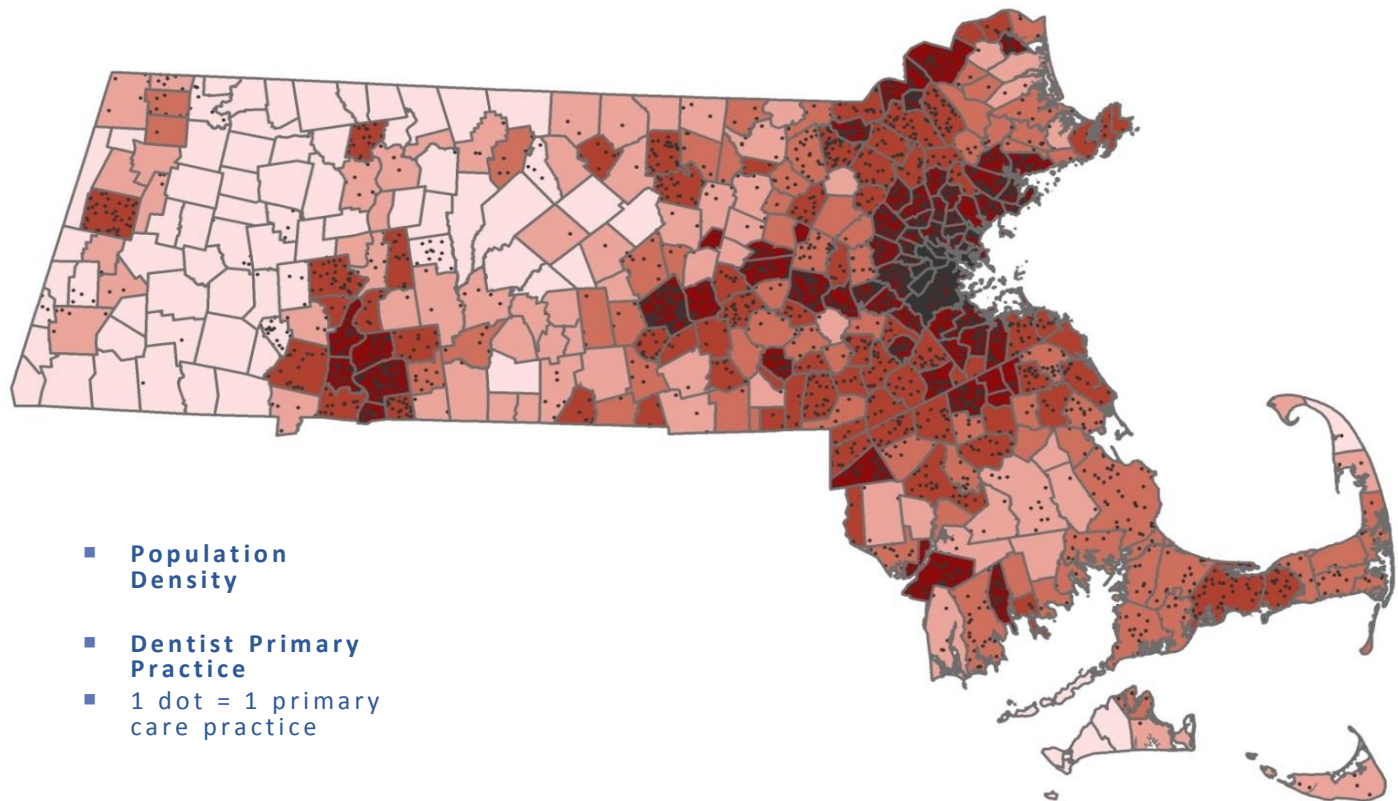 Population
Density
Dentist Primary
Practice
1 dot = 1 primary
care practice